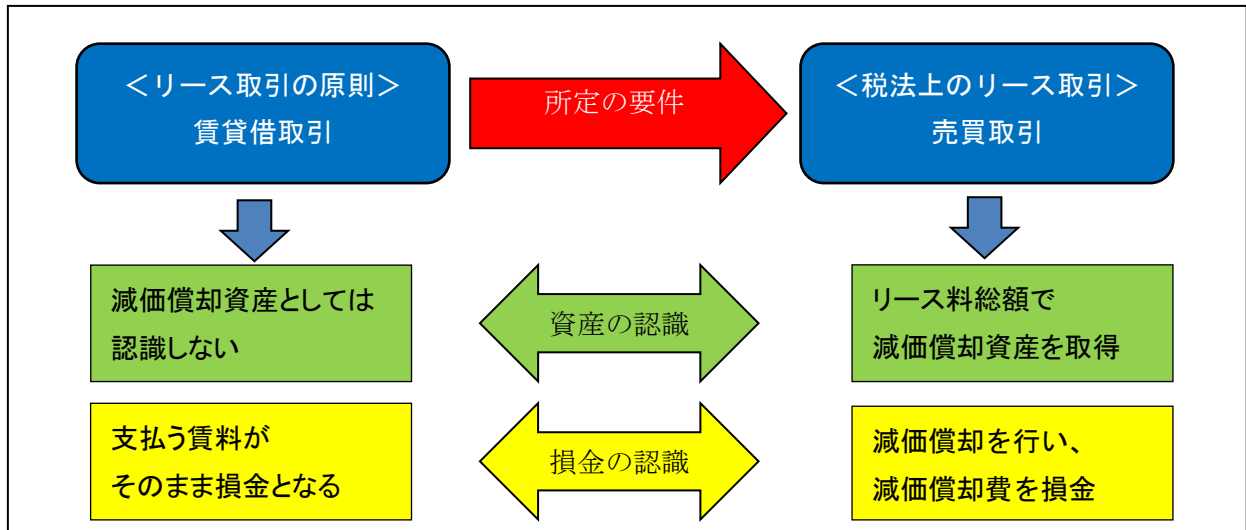 ＜リース取引の原則＞
賃貸借取引
所定の要件
＜税法上のリース取引＞
売買取引
減価償却資産としては
認識しない
資産の認識
リース料総額で
減価償却資産を取得
支払う賃料が
そのまま損金となる
損金の認識
減価償却を行い、
減価償却費を損金